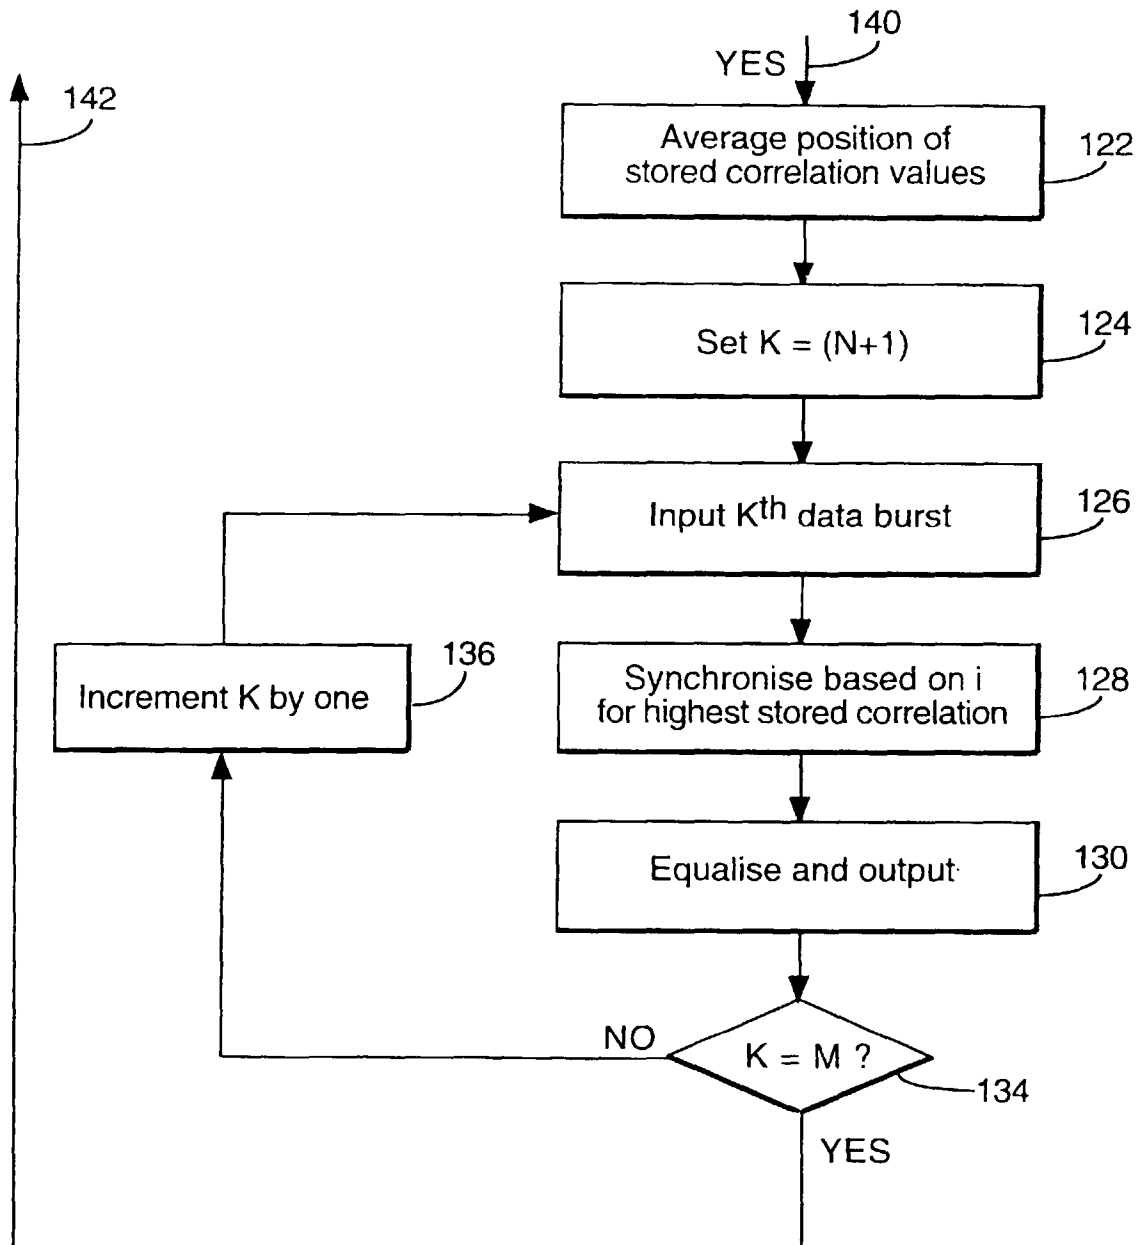 140
YES
142
Average position of
stored correlation values
122
Set K = (N+1)
124
Input Kth data burst
126
Increment K by one
136
Synchronise based on i
for highest stored correlation
128
Equalise and output
130
NO
K = M ?
134
YES